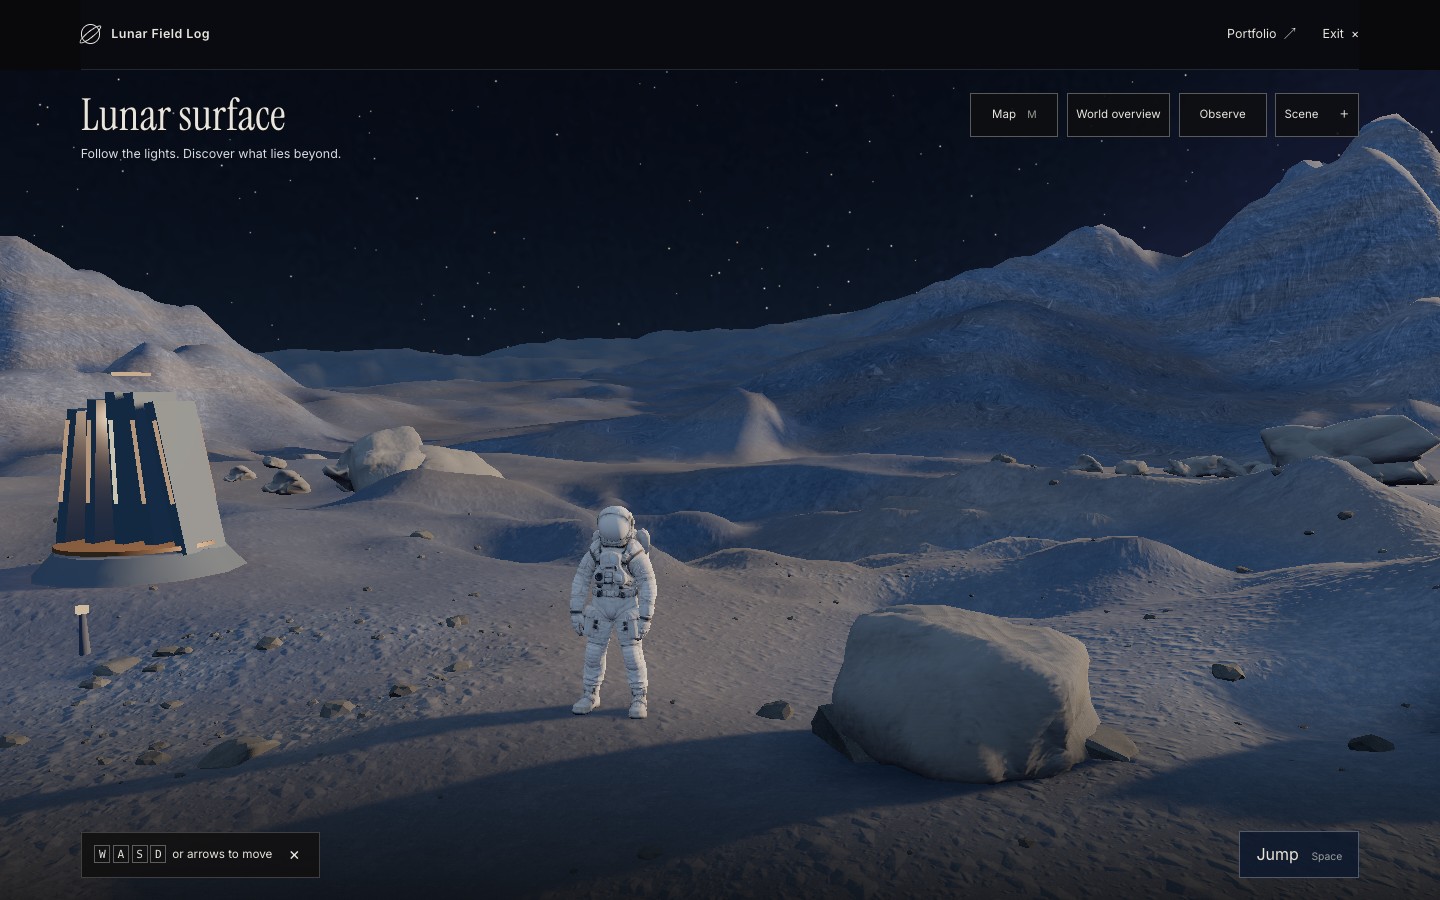 Lunar Field Log
Portfolio ↗
Exit ×
Lunar surface
Follow the lights. Discover what lies beyond.
Map M
World overview
Observe
Scene +
W A S D or arrows to move ×
Jump Space